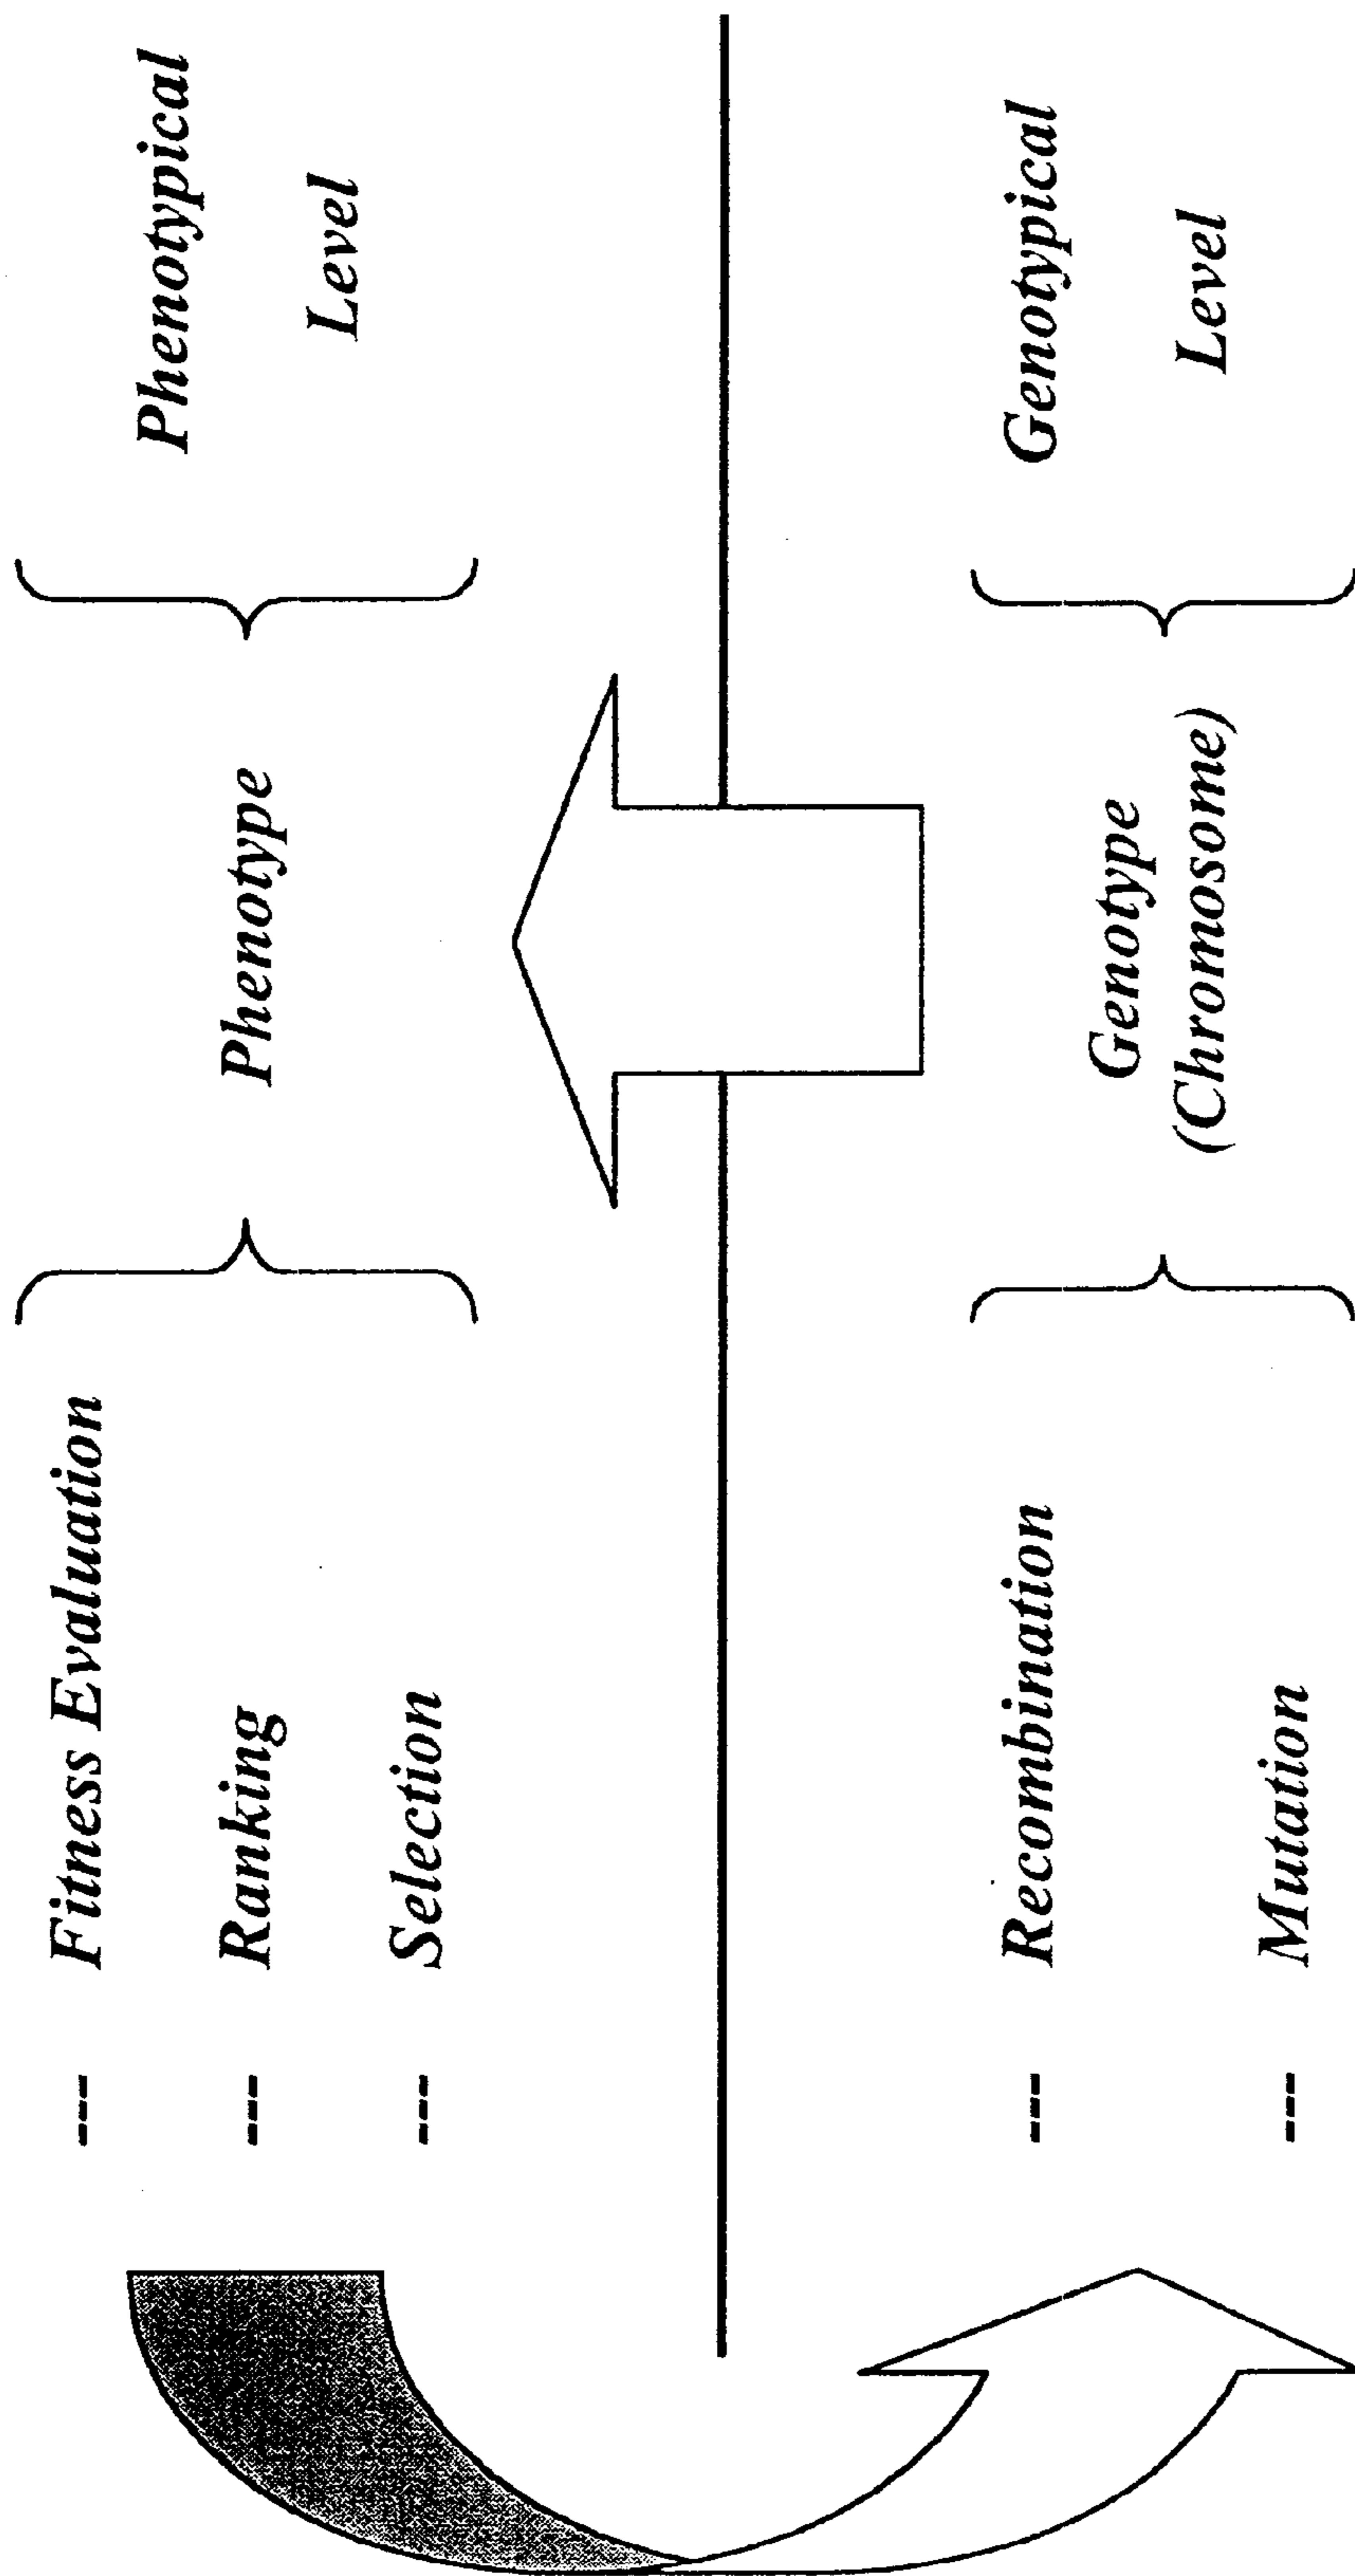 --- Fitness Evaluation
--- Ranking
--- Selection
Phenotype
Phenotypical
Level
--- Recombination
--- Mutation
Genotype
(Chromosome)
Genotypical
Level